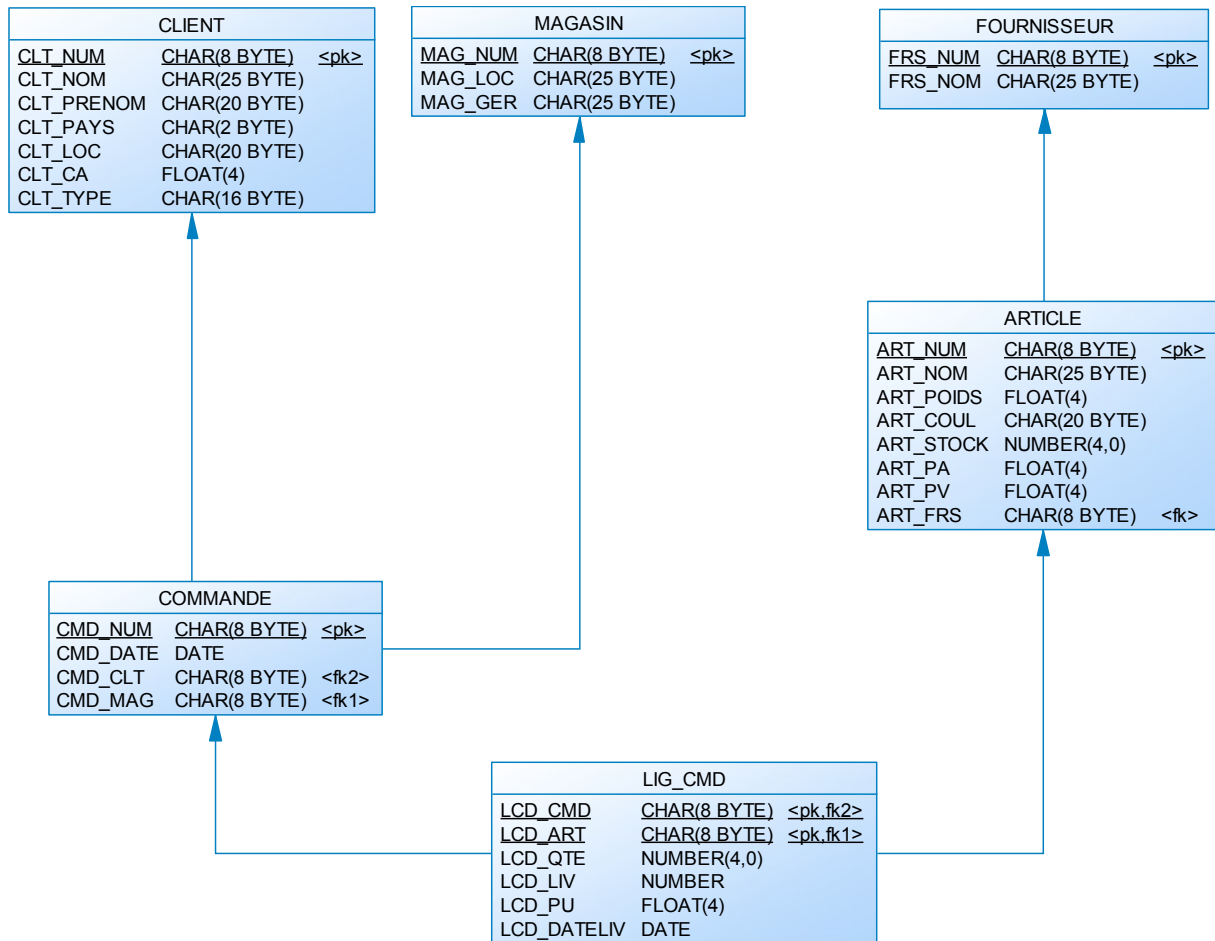 CLIENT
CLT_NUM CHAR(8 BYTE) <pk>
CLT_NOM CHAR(25 BYTE)
CLT_PRENOM CHAR(20 BYTE)
CLT_PAYS CHAR(2 BYTE)
CLT_LOC CHAR(20 BYTE)
CLT_CA FLOAT(4)
CLT_TYPE CHAR(16 BYTE)
MAGASIN
MAG_NUM CHAR(8 BYTE) <pk>
MAG_LOC CHAR(25 BYTE)
MAG_GER CHAR(25 BYTE)
FOURNISSEUR
FRS_NUM CHAR(8 BYTE) <pk>
FRS_NOM CHAR(25 BYTE)
ARTICLE
ART_NUM CHAR(8 BYTE) <pk>
ART_NOM CHAR(25 BYTE)
ART_POIDS FLOAT(4)
ART_COUL CHAR(20 BYTE)
ART_STOCK NUMBER(4,0)
ART_PA FLOAT(4)
ART_PV FLOAT(4)
ART_FRS CHAR(8 BYTE) <fk>
COMMANDE
CMD_NUM CHAR(8 BYTE) <pk>
CMD_DATE DATE
CMD_CLT CHAR(8 BYTE) <fk2>
CMD_MAG CHAR(8 BYTE) <fk1>
LIG_CMD
LCD_CMD CHAR(8 BYTE) <pk,fk2>
LCD_ART CHAR(8 BYTE) <pk,fk1>
LCD_QTE NUMBER(4,0)
LCD_LIV NUMBER
LCD_PU FLOAT(4)
LCD_DATELIV DATE